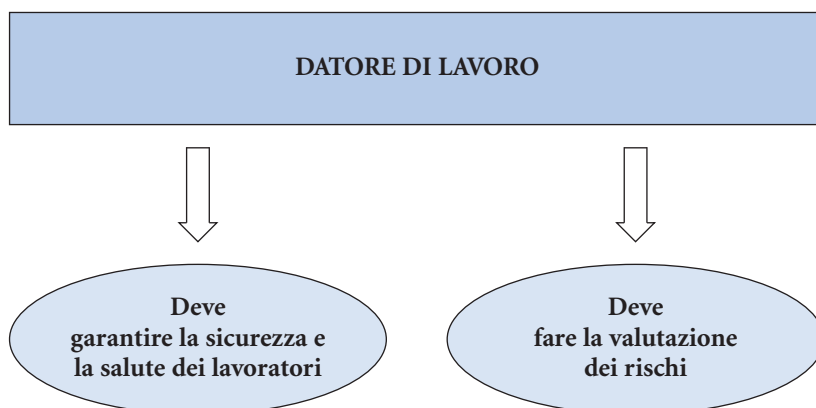 DATORE DI LAVORO
Deve
garantire la sicurezza e
la salute dei lavoratori
Deve
fare la valutazione
dei rischi